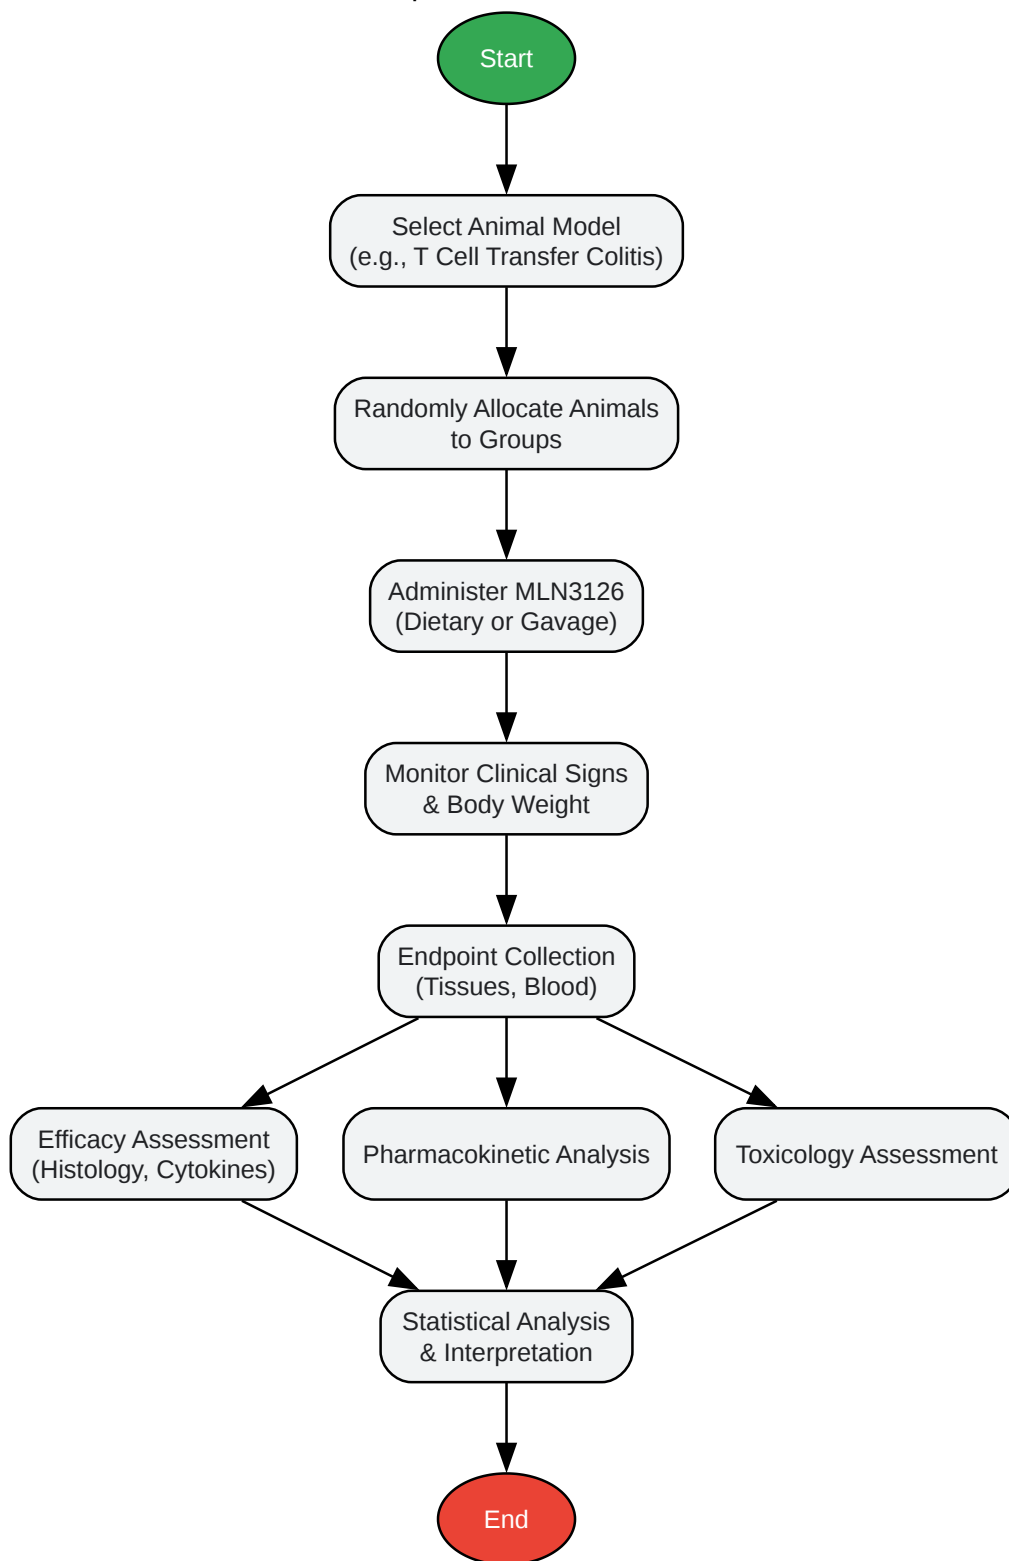 Start
Select Animal Model
(e.g., T Cell Transfer Colitis)
Randomly Allocate Animals
to Groups
Administer MLN3126
(Dietary or Gavage)
Monitor Clinical Signs
& Body Weight
Endpoint Collection
(Tissues, Blood)
Efficacy Assessment
(Histology, Cytokines)
Pharmacokinetic Analysis
Toxicology Assessment
Statistical Analysis
& Interpretation
End